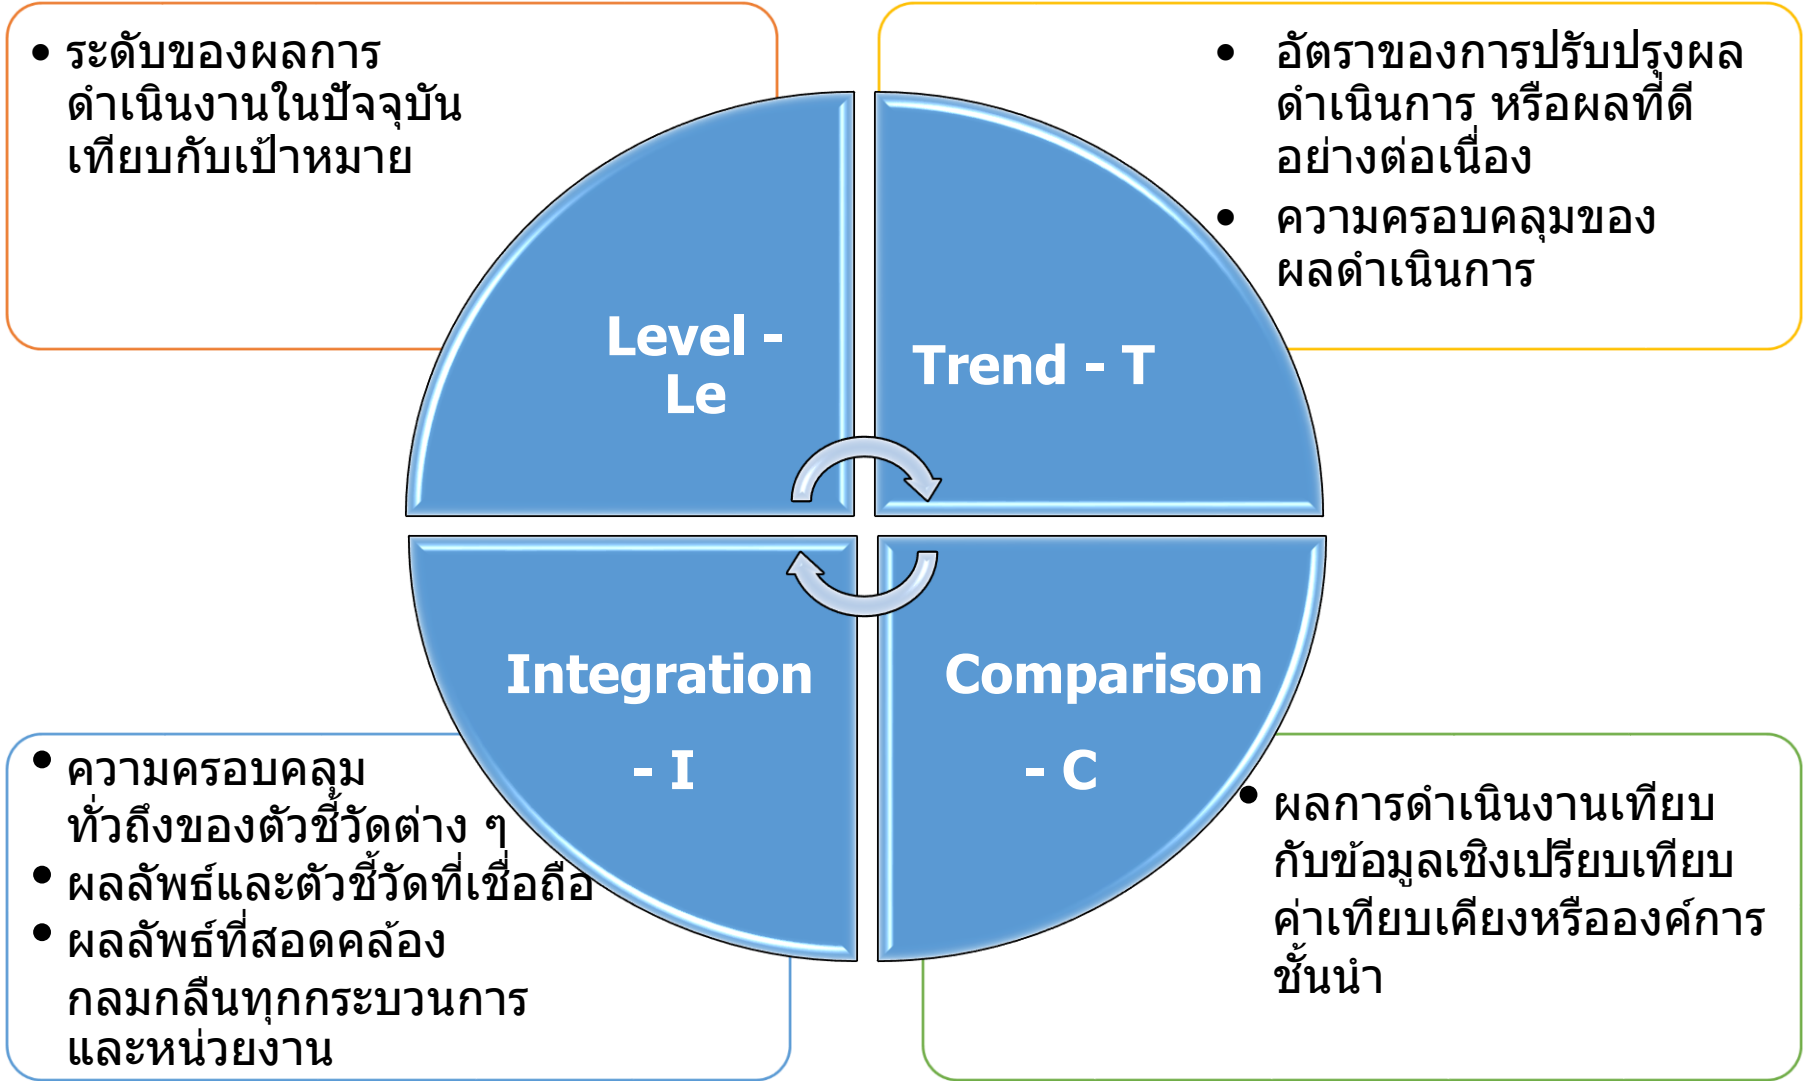 • ระดับของผลการ
ดำเนินงานในปัจจุบัน
เทียบกับเป้าหมาย
• อัตราของการปรับปรุงผล
ดำเนินการ หรือผลที่ดี
อย่างต่อเนื่อง
• ความครอบคลุมของ
ผลดำเนินการ
Level -
Le
Trend - T
Integration
- I
Comparison
- C
• ความครอบคลุม
ทั่วถึงของตัวชี้วัดต่าง ๆ
• ผลลัพธ์และตัวชี้วัดที่เชื่อถือ
• ผลลัพธ์ที่สอดคล้อง
กลมกลืนทุกกระบวนการ
และหน่วยงาน
• ผลการดำเนินงานเทียบ
กับข้อมูลเชิงเปรียบเทียบ
ค่าเทียบเคียงหรือองค์การ
ชั้นนำ